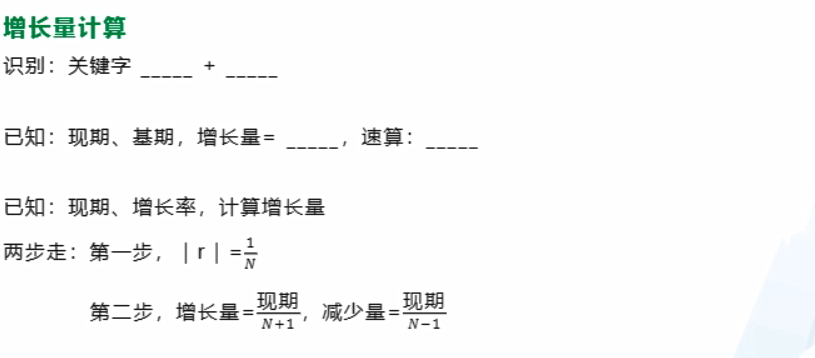 增长量计算
识别：关键字 _____ + _____
已知：现期、基期，增长量= _____，速算：_____
已知：现期、增长率，计算增长量
两步走：第一步，｜r｜=1/N
第二步，增长量=现期/N+1，减少量=现期/N−1